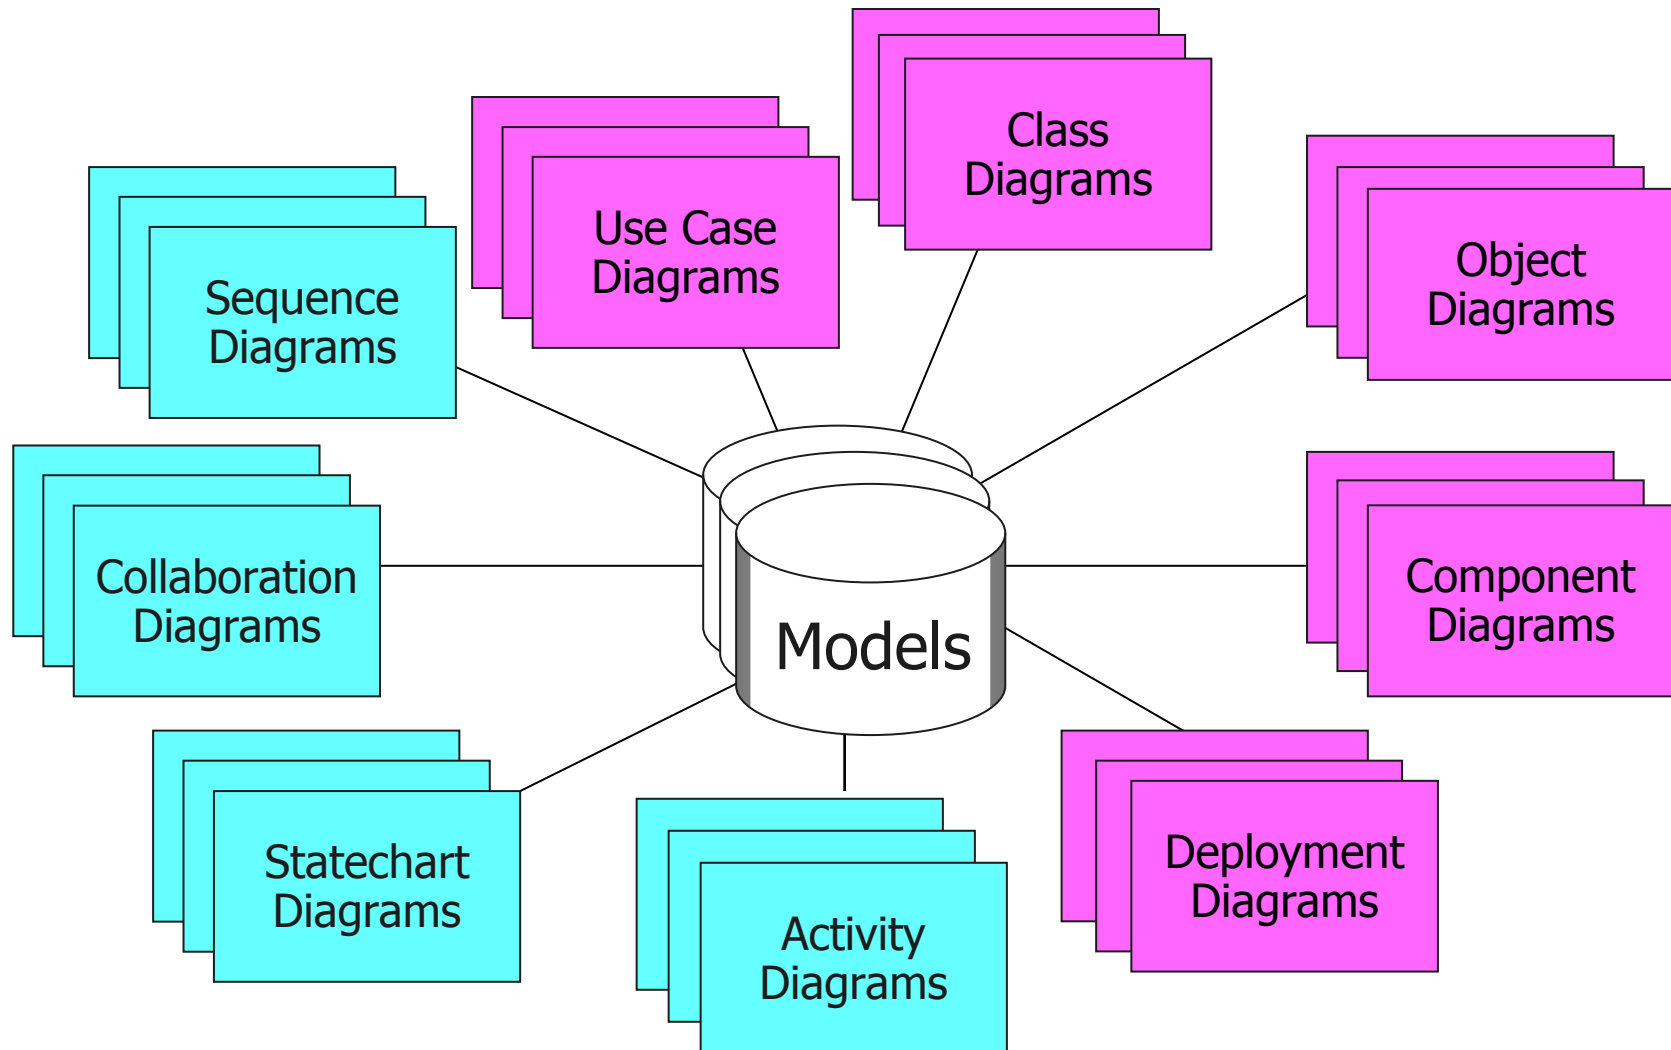 Class
Diagrams
Use Case
Diagrams
Object
Diagrams
Sequence
Diagrams
Collaboration
Diagrams
Component
Diagrams
Models
Statechart
Diagrams
Deployment
Diagrams
Activity
Diagrams